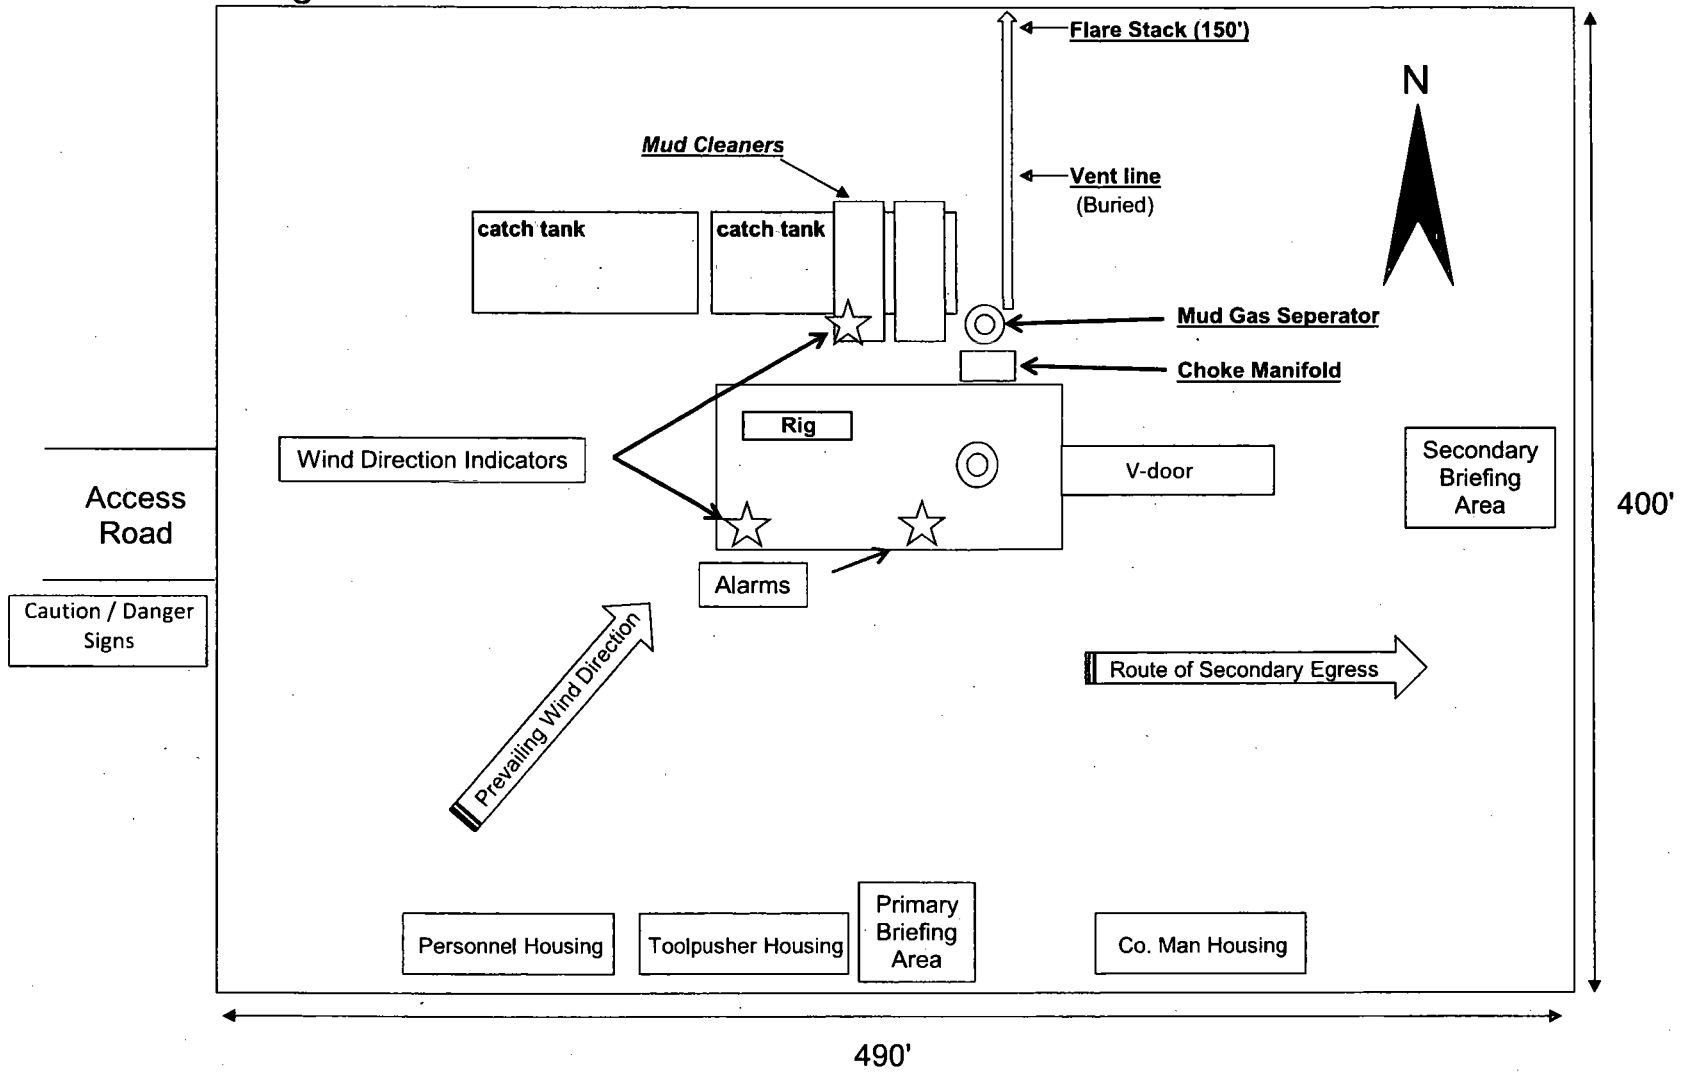 Flare Stack (150')
N
Mud Cleaners
Vent line
(Buried)
catch tank
catch tank
Mud Gas Seperator
Choke Manifold
Rig
Wind Direction Indicators
V-door
Secondary
Briefing
Area
Access
Road
400'
Alarms
Caution / Danger
Signs
Prevailing Wind Direction
Route of Secondary Egress
Primary
Briefing
Area
Personnel Housing
Toolpusher Housing
Co. Man Housing
490'